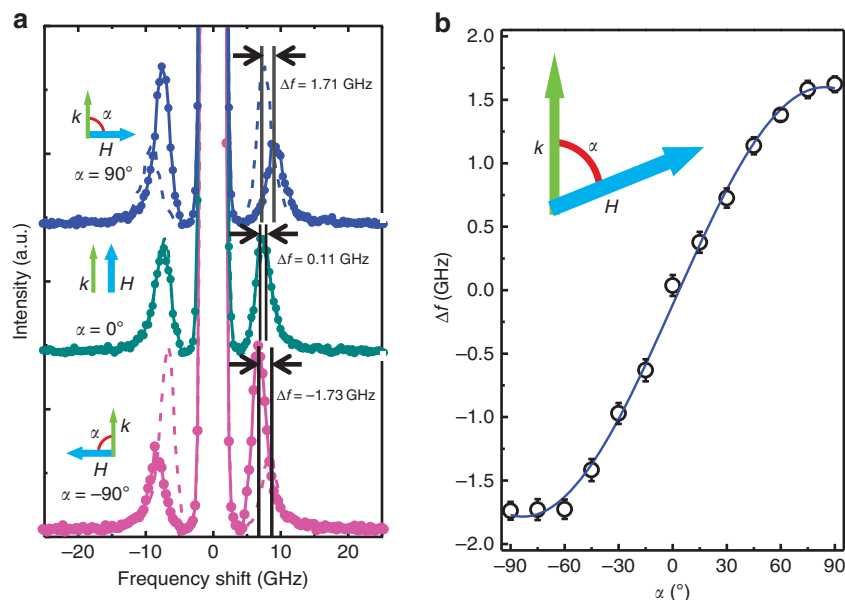 a
k
α
H
α = 90°
Δf = 1.71 GHz
k
H
α = 0°
Δf = 0.11 GHz
α
k
H
α = −90°
Δf = −1.73 GHz
Intensity (a.u.)
−20
−10
0
10
20
Frequency shift (GHz)
b
2.0
1.5
1.0
0.5
0.0
−0.5
−1.0
−1.5
−2.0
Δf (GHz)
k
α
H
−90
−60
−30
0
30
60
90
α (°)